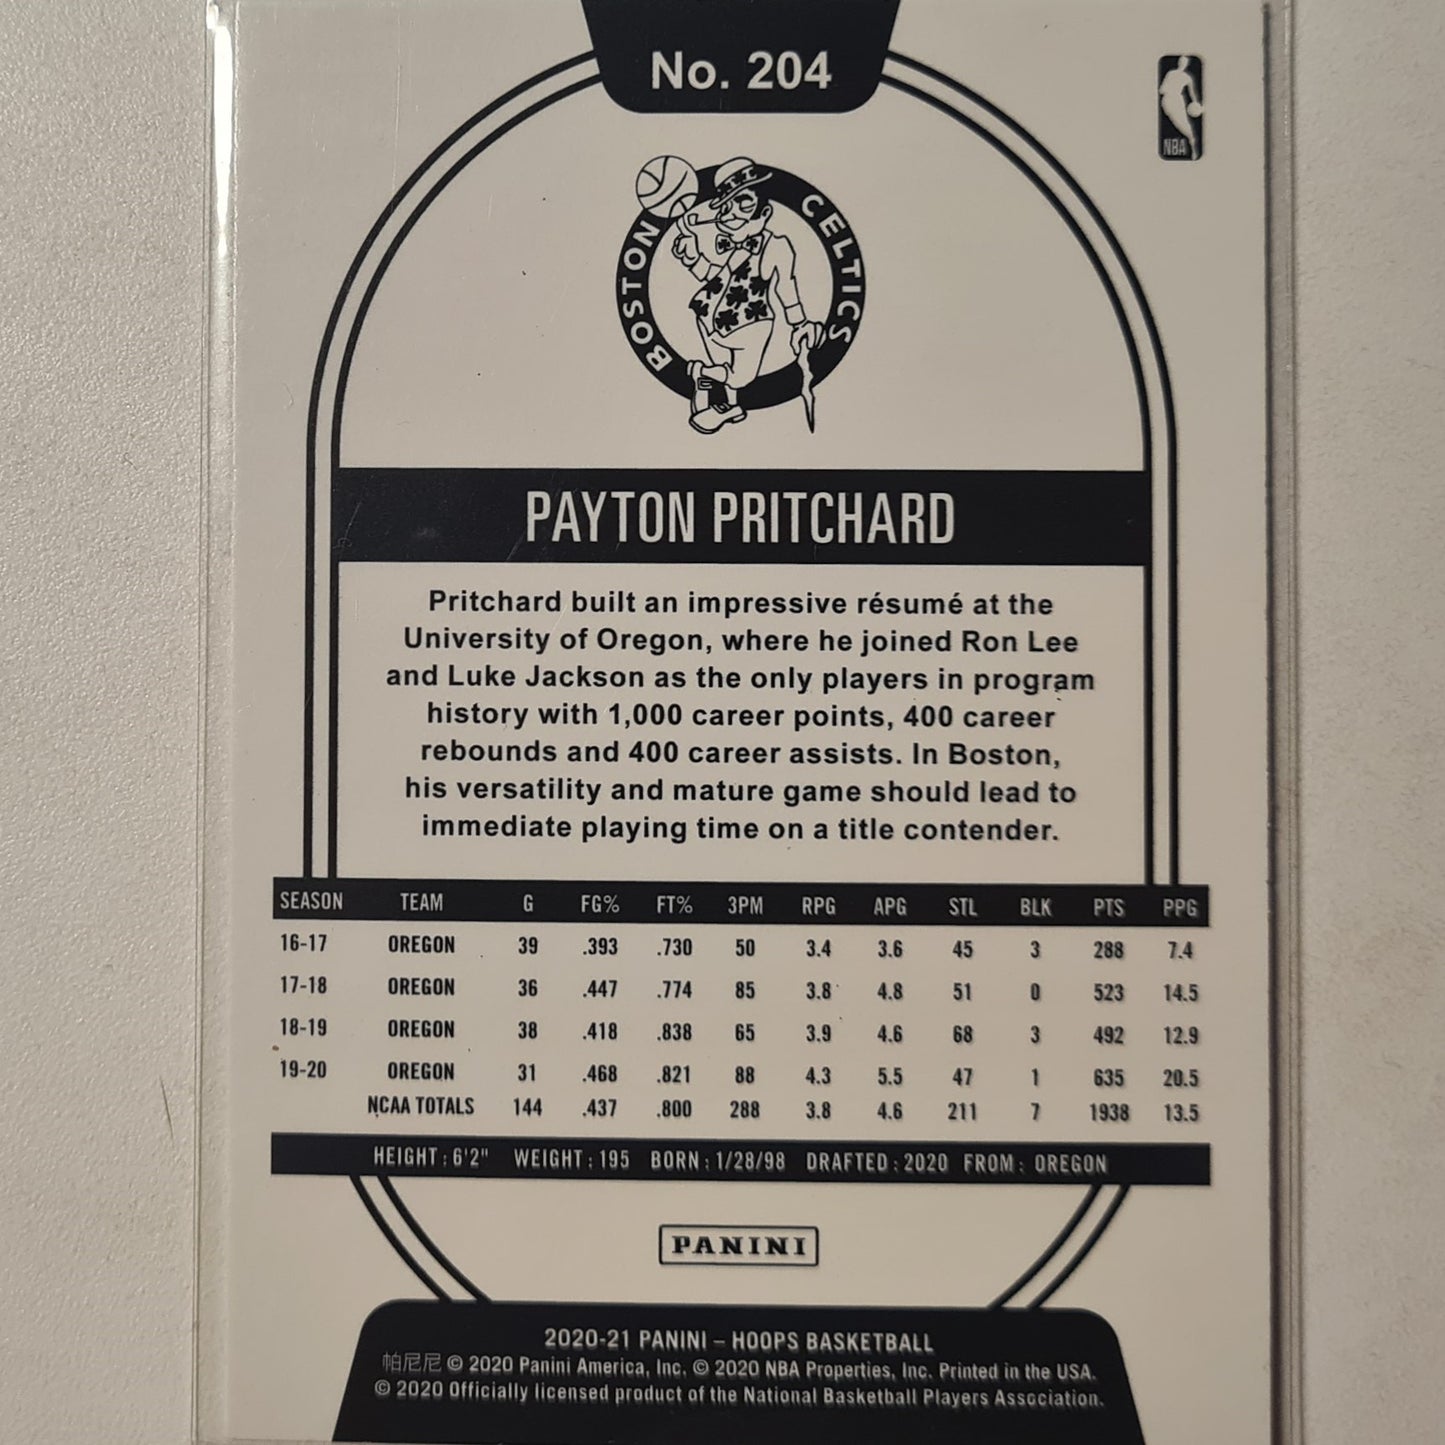 No. 204
NBA
BOSTON CELTICS
PAYTON PRITCHARD
Pritchard built an impressive résumé at the
University of Oregon, where he joined Ron Lee
and Luke Jackson as the only players in program
history with 1,000 career points, 400 career
rebounds and 400 career assists. In Boston,
his versatility and mature game should lead to
immediate playing time on a title contender.
SEASON TEAM G FG% FT% 3PM RPG APG STL BLK PTS PPG
16-17 OREGON 39 .393 .730 50 3.4 3.6 45 3 288 7.4
17-18 OREGON 36 .447 .774 85 3.8 4.8 51 0 523 14.5
18-19 OREGON 38 .418 .838 65 3.9 4.6 68 3 492 12.9
19-20 OREGON 31 .468 .821 88 4.3 5.5 47 1 635 20.5
NCAA TOTALS 144 .437 .800 288 3.8 4.6 211 7 1938 13.5
HEIGHT: 6'2" WEIGHT: 195 BORN: 1/28/98 DRAFTED: 2020 FROM: OREGON
PANINI
2020-21 PANINI – HOOPS BASKETBALL
帕尼尼 © 2020 Panini America, Inc. © 2020 NBA Properties, Inc. Printed in the USA.
© 2020 Officially licensed product of the National Basketball Players Association.